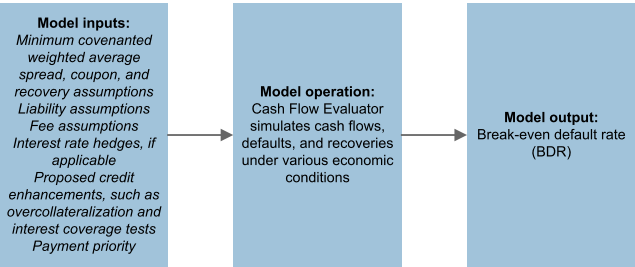 Model inputs:
Minimum covenanted
weighted average
spread, coupon, and
recovery assumptions
Liability assumptions
Fee assumptions
Interest rate hedges, if
applicable
Proposed credit
enhancements, such as
overcollateralization and
interest coverage tests
Payment priority
Model operation:
Cash Flow Evaluator
simulates cash flows,
defaults, and recoveries
under various economic
conditions
Model output:
Break-even default rate
(BDR)